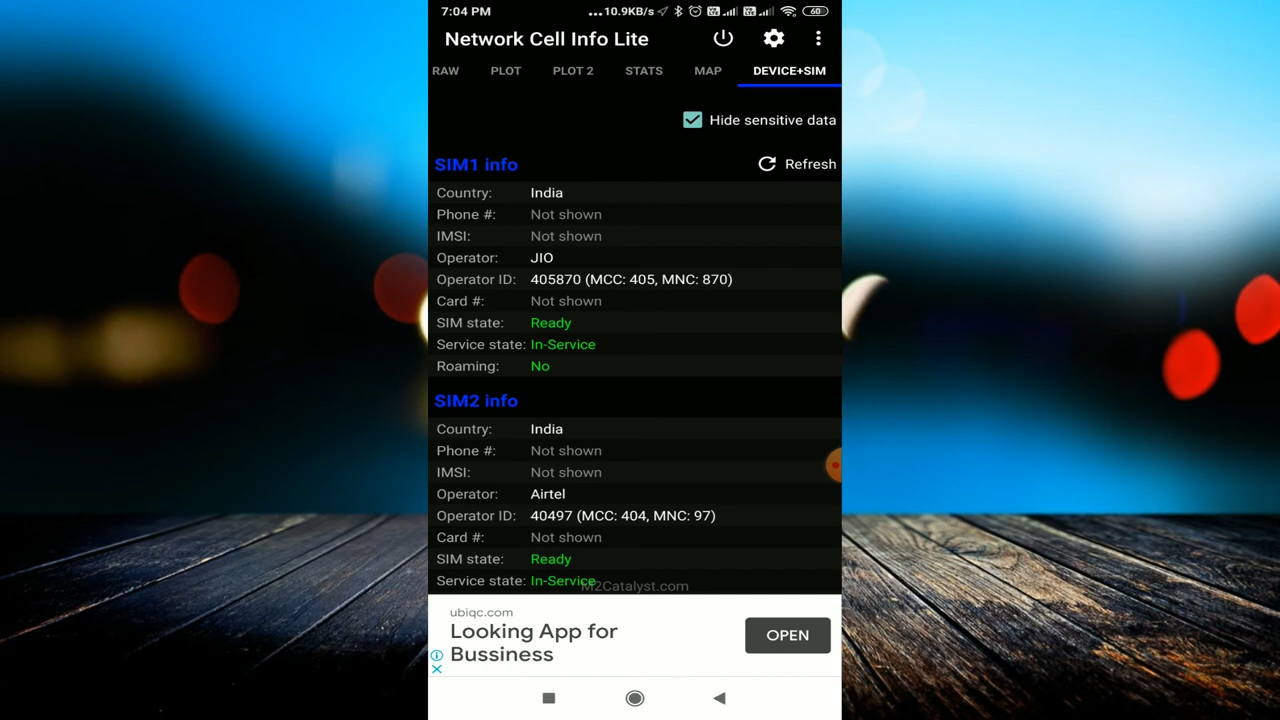 7:04 PM ...10.9KB/s 60
Network Cell Info Lite
RAW PLOT PLOT 2 STATS MAP DEVICE+SIM
Hide sensitive data
SIM1 info Refresh
Country: India
Phone #: Not shown
IMSI: Not shown
Operator: JIO
Operator ID: 405870 (MCC: 405, MNC: 870)
Card #: Not shown
SIM state: Ready
Service state: In-Service
Roaming: No
SIM2 info
Country: India
Phone #: Not shown
IMSI: Not shown
Operator: Airtel
Operator ID: 40497 (MCC: 404, MNC: 97)
Card #: Not shown
SIM state: Ready
Service state: In-Service
M2Catalyst.com
ubiqc.com
Looking App for
Bussiness
OPEN